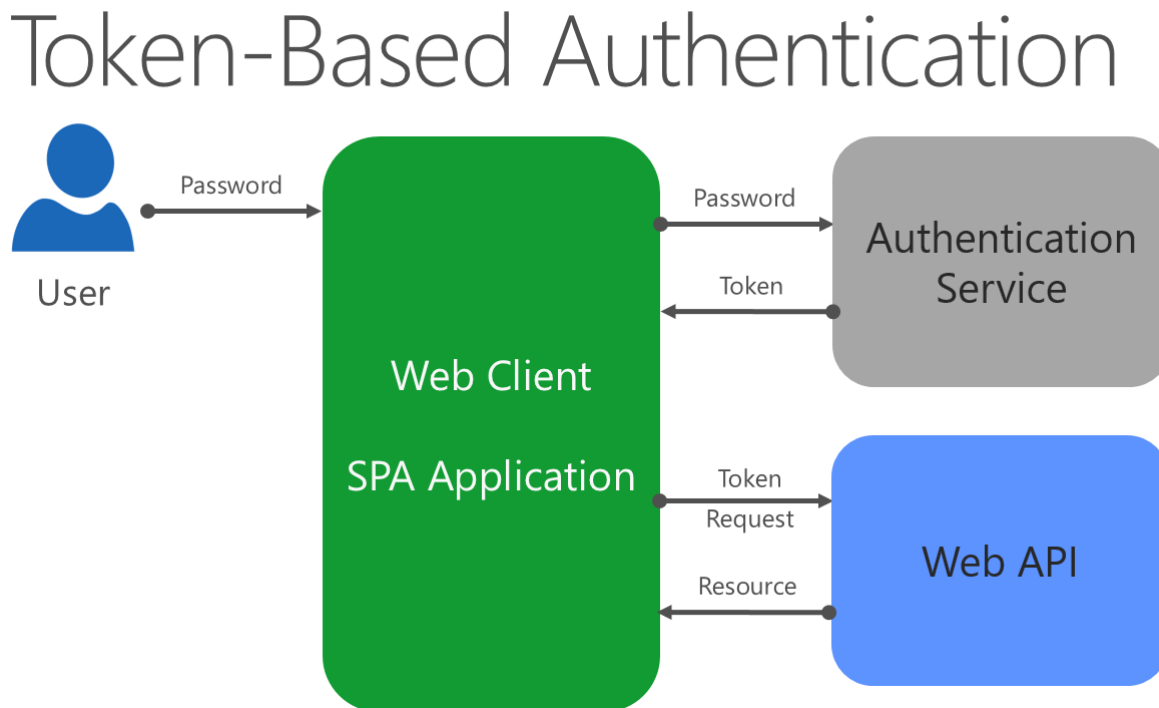 Token-Based Authentication
Password
User
Web Client
SPA Application
Password
Token
Authentication
Service
Token
Request
Resource
Web API